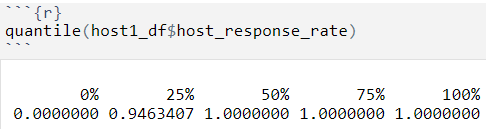 ```{r}
quantile(host1_df$host_response_rate)
```
0% 25% 50% 75% 100%
0.0000000 0.9463407 1.0000000 1.0000000 1.0000000